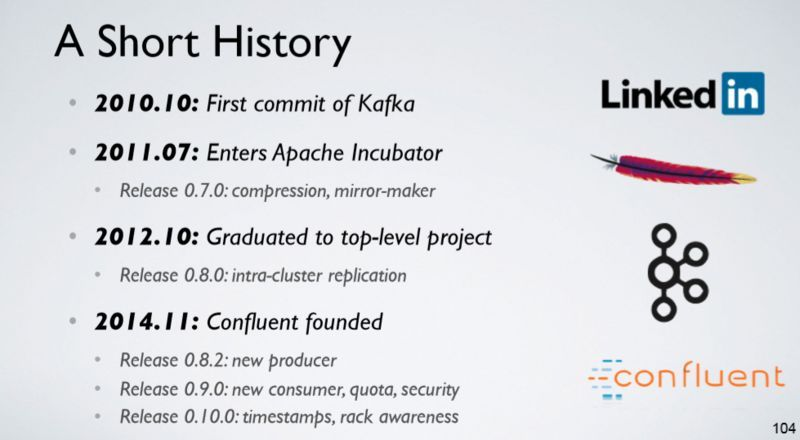 A Short History
• 2010.10: First commit of Kafka
Linked in
• 2011.07: Enters Apache Incubator
• Release 0.7.0: compression, mirror-maker
• 2012.10: Graduated to top-level project
• Release 0.8.0: intra-cluster replication
• 2014.11: Confluent founded
• Release 0.8.2: new producer
• Release 0.9.0: new consumer, quota, security
• Release 0.10.0: timestamps, rack awareness
confluent
104